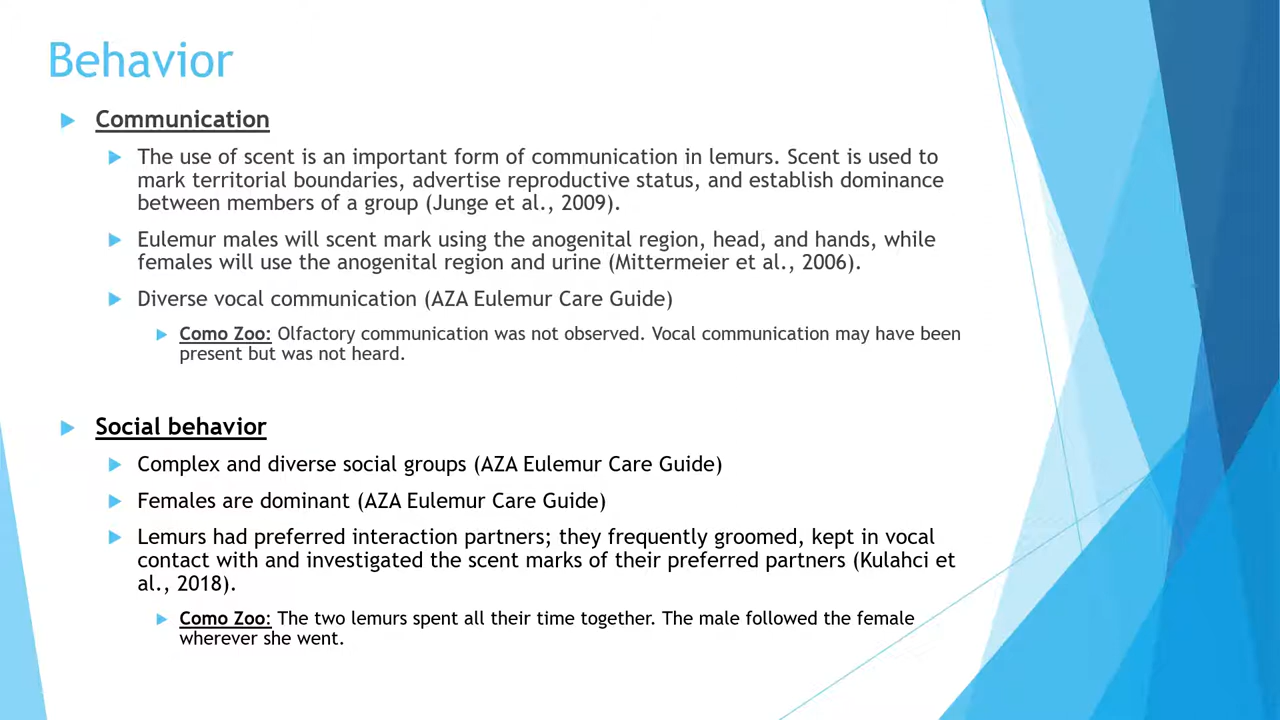 Behavior
Communication
The use of scent is an important form of communication in lemurs. Scent is used to
mark territorial boundaries, advertise reproductive status, and establish dominance
between members of a group (Junge et al., 2009).
Eulemur males will scent mark using the anogenital region, head, and hands, while
females will use the anogenital region and urine (Mittermeier et al., 2006).
Diverse vocal communication (AZA Eulemur Care Guide)
Como Zoo: Olfactory communication was not observed. Vocal communication may have been
present but was not heard.
Social behavior
Complex and diverse social groups (AZA Eulemur Care Guide)
Females are dominant (AZA Eulemur Care Guide)
Lemurs had preferred interaction partners; they frequently groomed, kept in vocal
contact with and investigated the scent marks of their preferred partners (Kulahci et
al., 2018).
Como Zoo: The two lemurs spent all their time together. The male followed the female
wherever she went.